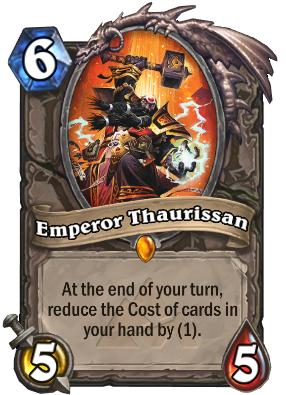 6
Emperor Thaurissan
At the end of your turn,
reduce the Cost of cards in
your hand by (1).
5
5